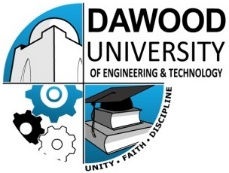 DAWOOD
UNIVERSITY
OF ENGINEERING & TECHNOLOGY
UNITY • FAITH • DISCIPLINE